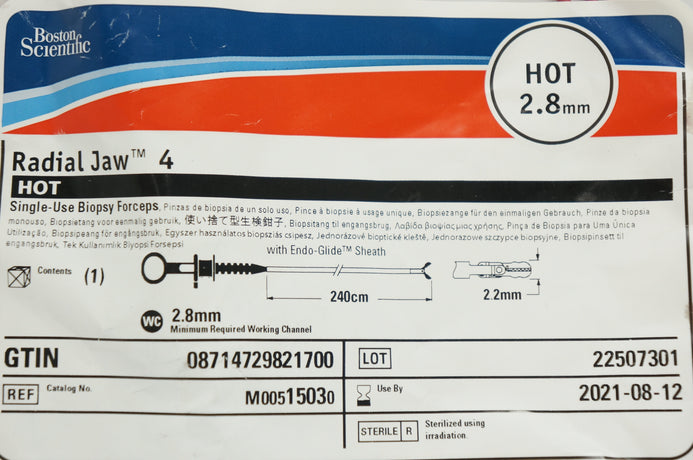 Boston
Scientific
HOT
2.8mm
Radial Jaw™ 4
HOT
Single-Use Biopsy Forceps, Pinzas de biopsia de un solo uso, Pince à biopsie à usage unique, Biopsiezange für den einmaligen Gebrauch, Pinze da biopsia
monouso, Biopsietang voor eenmalig gebruik, 使い捨て型生検鉗子, Biopsitang til engangsbrug, Λαβίδα βιοψίας μιας χρήσης, Pinça de Biopsia para Uma Única
Utilização, Biopsipeang för engångsbruk, Egyszer használatos biopsziás csipesz, Jednorázové bioptické kleště, Jednorazowe szczypce biopsyjne, Biopsiinsett til
engangsbruk, Tek Kullanımlık Biyopsi Forsepsi
with Endo-Glide™ Sheath
Contents (1)
240cm
2.2mm
WC 2.8mm
Minimum Required Working Channel
GTIN 08714729821700
LOT 22507301
REF Catalog No. M00515030
Use By 2021-08-12
STERILE R Sterilized using
irradiation.